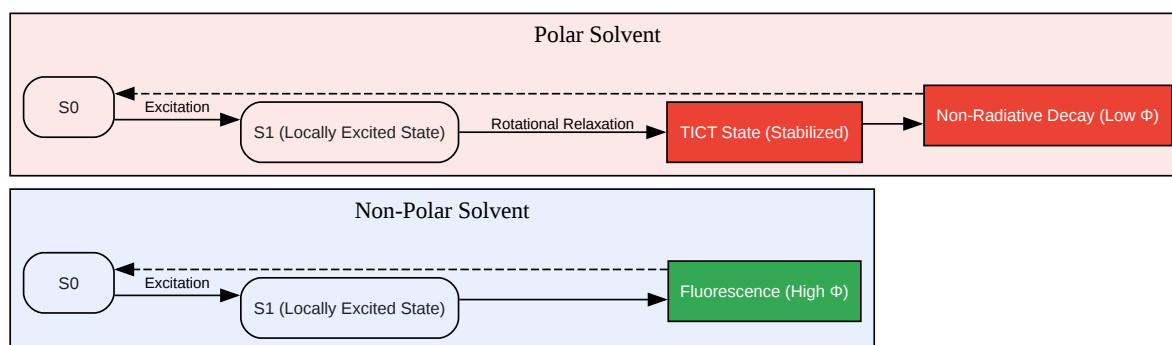 Polar Solvent
S0
Excitation
S1 (Locally Excited State)
Rotational Relaxation
TICT State (Stabilized)
Non-Radiative Decay (Low Φ)
Non-Polar Solvent
S0
Excitation
S1 (Locally Excited State)
Fluorescence (High Φ)